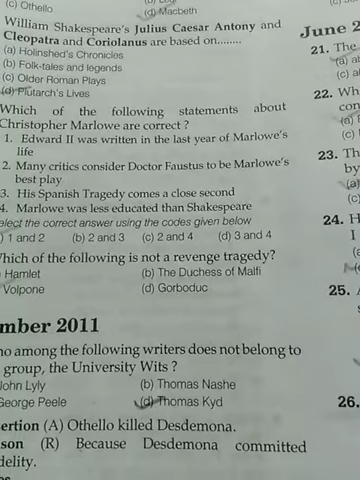 (c) Othello
(d) Macbeth
William Shakespeare's Julius Caesar Antony and
Cleopatra and Coriolanus are based on........
(a) Holinshed's Chronicles
(b) Folk-tales and legends
(c) Older Roman Plays
(d) Plutarch's Lives
Which of the following statements about
Christopher Marlowe are correct ?
1. Edward II was written in the last year of Marlowe's
life
2. Many critics consider Doctor Faustus to be Marlowe's
best play
3. His Spanish Tragedy comes a close second
4. Marlowe was less educated than Shakespeare
elect the correct answer using the codes given below
) 1 and 2 (b) 2 and 3 (c) 2 and 4 (d) 3 and 4
hich of the following is not a revenge tragedy?
Hamlet (b) The Duchess of Malfi
Volpone (d) Gorboduc
mber 2011
ho among the following writers does not belong to
group, the University Wits ?
John Lyly (b) Thomas Nashe
George Peele (d) Thomas Kyd
ertion (A) Othello killed Desdemona.
son (R) Because Desdemona committed
delity.
June 2
21. The
(a)
(c)
22. Wh
(c)
23. Th
by
(a)
(c)
24. H
I
25.
26.